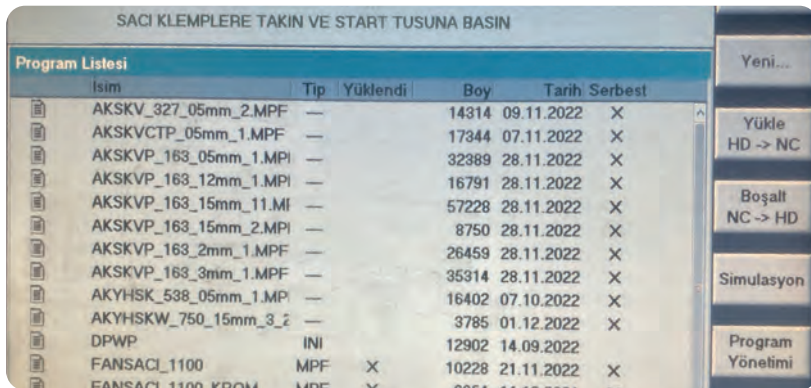 SACI KLEMPLERE TAKIN VE START TUSUNA BASIN
Program Listesi
Isim Tip Yüklendi Boy Tarih Serbest
AKSKV_327_05mm_2.MPF — 14314 09.11.2022 X
AKSKVCTP_05mm_1.MPF — 17344 07.11.2022 X
AKSKVP_163_05mm_1.MPI — 32389 28.11.2022 X
AKSKVP_163_12mm_1.MPI — 16791 28.11.2022 X
AKSKVP_163_15mm_11.MI — 57228 28.11.2022 X
AKSKVP_163_15mm_2.MPI — 8750 28.11.2022 X
AKSKVP_163_2mm_1.MPF — 26459 28.11.2022 X
AKSKVP_163_3mm_1.MPF — 35314 28.11.2022 X
AKYHSK_538_05mm_1.MPI — 16402 07.10.2022 X
AKYHSKW_750_15mm_3_2 — 3785 01.12.2022 X
DPWP INI 12902 14.09.2022
FANSACI_1100 MPF X 10228 21.11.2022 X
FANSACI_1100_KROM MPF X
Yeni...
Yükle
HD -> NC
Boşalt
NC -> HD
Simulasyon
Program
Yönetimi